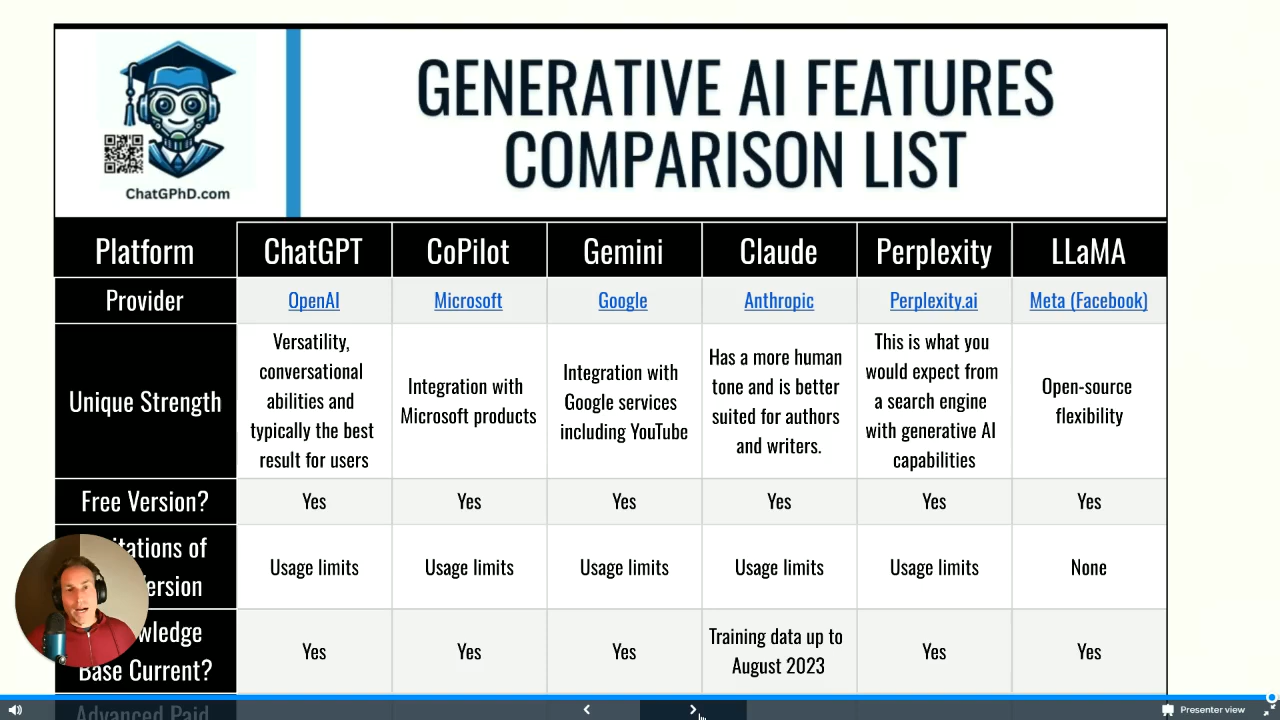 GENERATIVE AI FEATURES
COMPARISON LIST
ChatGPhD.com
Platform ChatGPT CoPilot Gemini Claude Perplexity LLaMA
Provider OpenAI Microsoft Google Anthropic Perplexity.ai Meta (Facebook)
Unique Strength
Versatility,
conversational
abilities and
typically the best
result for users
Integration with
Microsoft products
Integration with
Google services
including YouTube
Has a more human
tone and is better
suited for authors
and writers.
This is what you
would expect from
a search engine
with generative AI
capabilities
Open-source
flexibility
Free Version? Yes Yes Yes Yes Yes Yes
itations of
ersion
Usage limits Usage limits Usage limits Usage limits Usage limits None
wledge
Base Current?
Yes Yes Yes
Training data up to
August 2023
Yes Yes
Advanced Paid
Presenter view